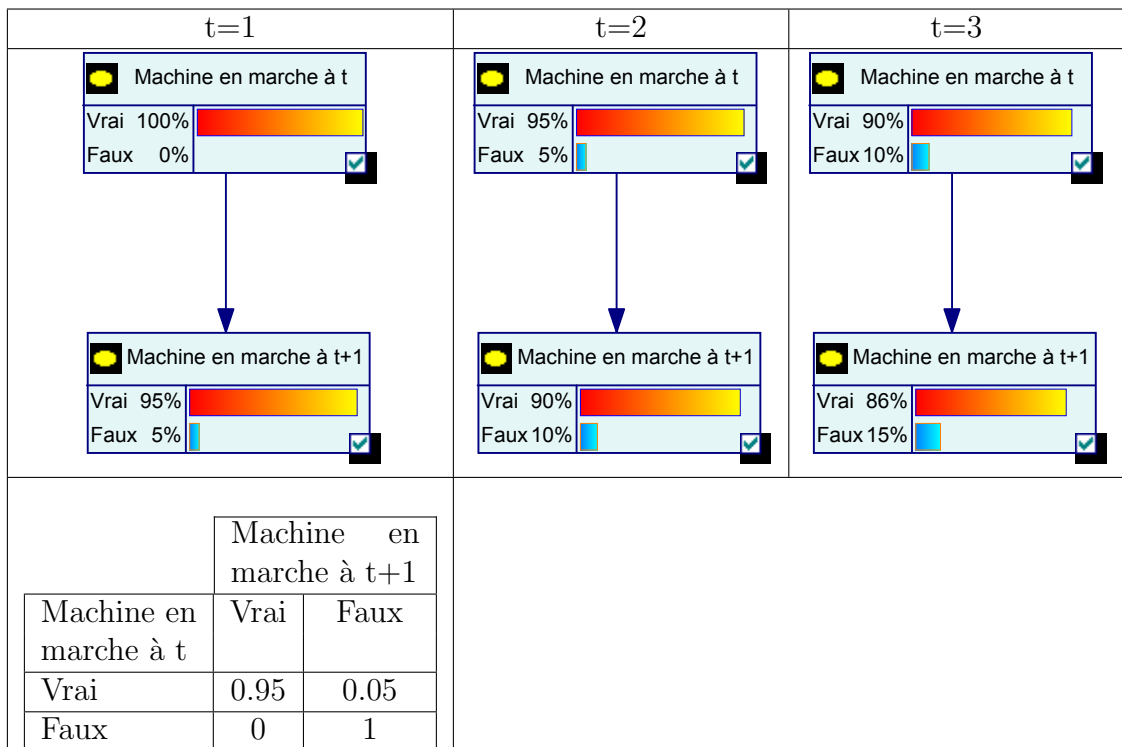 t=1 t=2 t=3
Machine en marche à t
Vrai 100%
Faux 0%
Machine en marche à t
Vrai 95%
Faux 5%
Machine en marche à t
Vrai 90%
Faux 10%
Machine en marche à t+1
Vrai 95%
Faux 5%
Machine en marche à t+1
Vrai 90%
Faux 10%
Machine en marche à t+1
Vrai 86%
Faux 15%
Machine en
marche à t+1
Machine en Vrai Faux
marche à t
Vrai 0.95 0.05
Faux 0 1